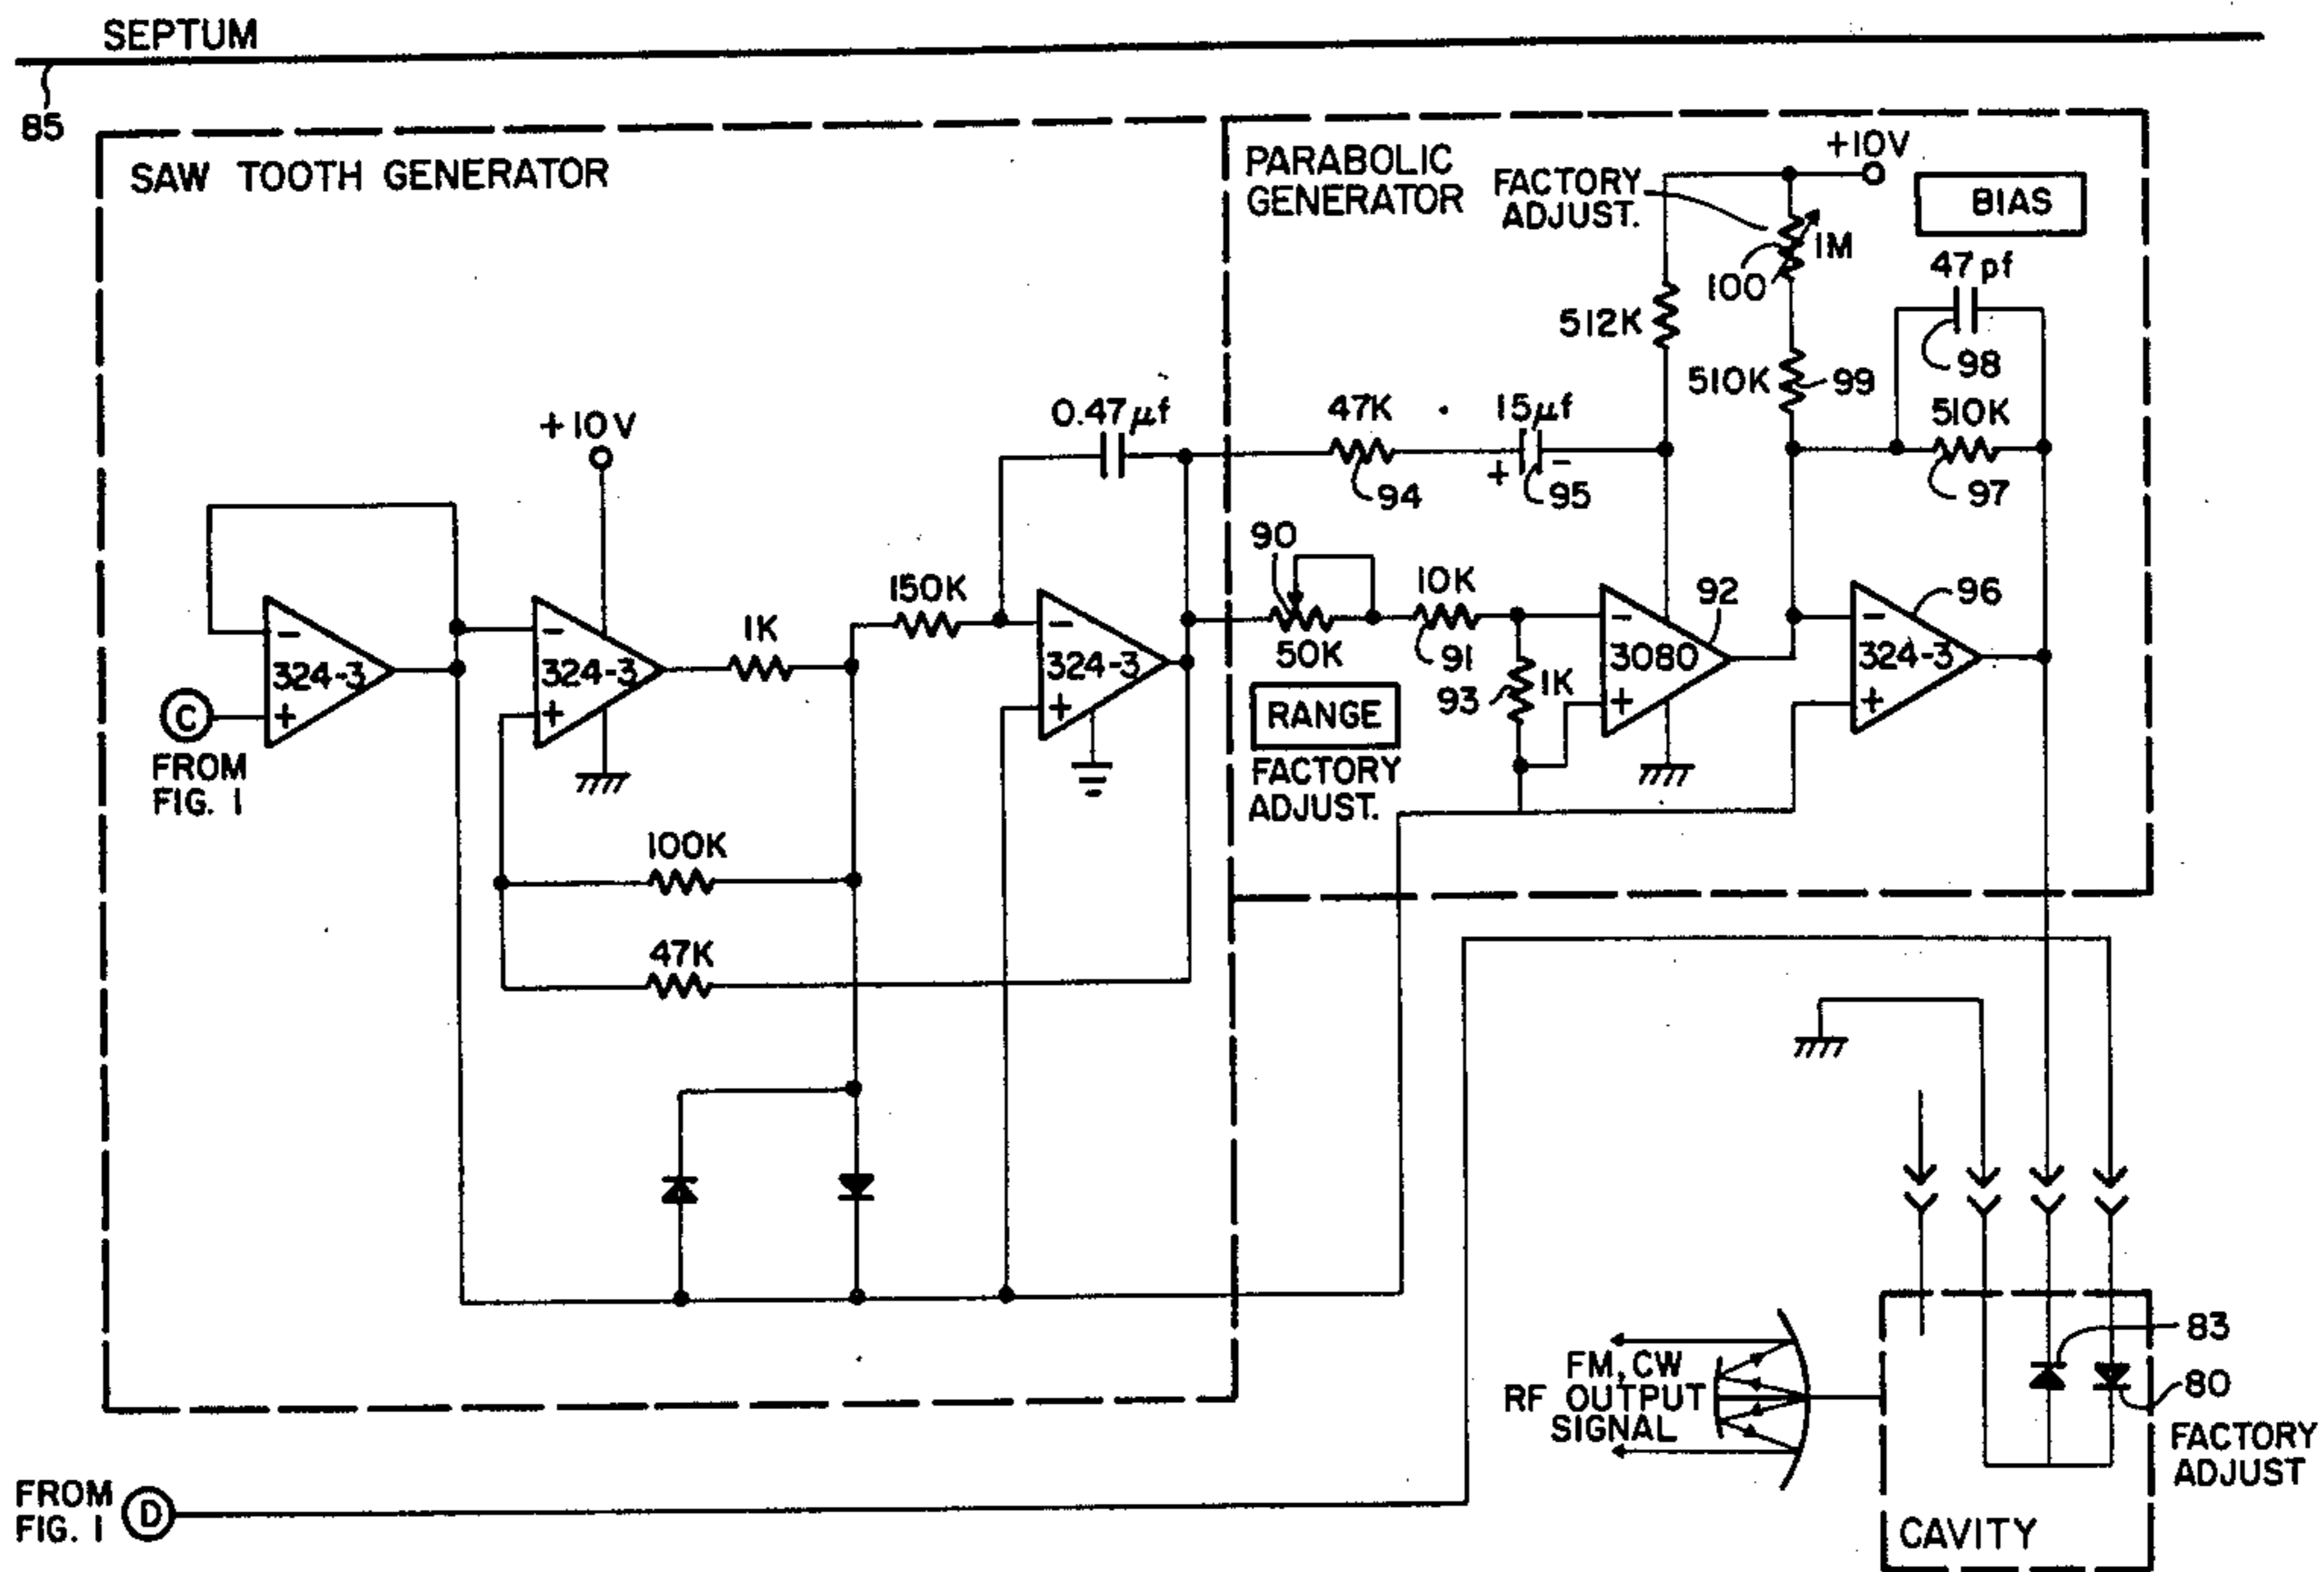 SEPTUM
85
SAW TOOTH GENERATOR
PARABOLIC
GENERATOR
FACTORY
ADJUST.
+10V
BIAS
1M
100
47pf
98
512K
510K
99
510K
97
+10V
0.47μf
47K
94
15μf
+ -
95
90
50K
RANGE
FACTORY
ADJUST.
10K
91
93
1K
-
3080
+
92
-
324-3
+
96
-
324-3
+
C
FROM
FIG. 1
-
324-3
+
1K
150K
-
324-3
+
100K
47K
83
80
FACTORY
ADJUST
FM, CW
RF OUTPUT
SIGNAL
CAVITY
FROM
FIG. 1
D